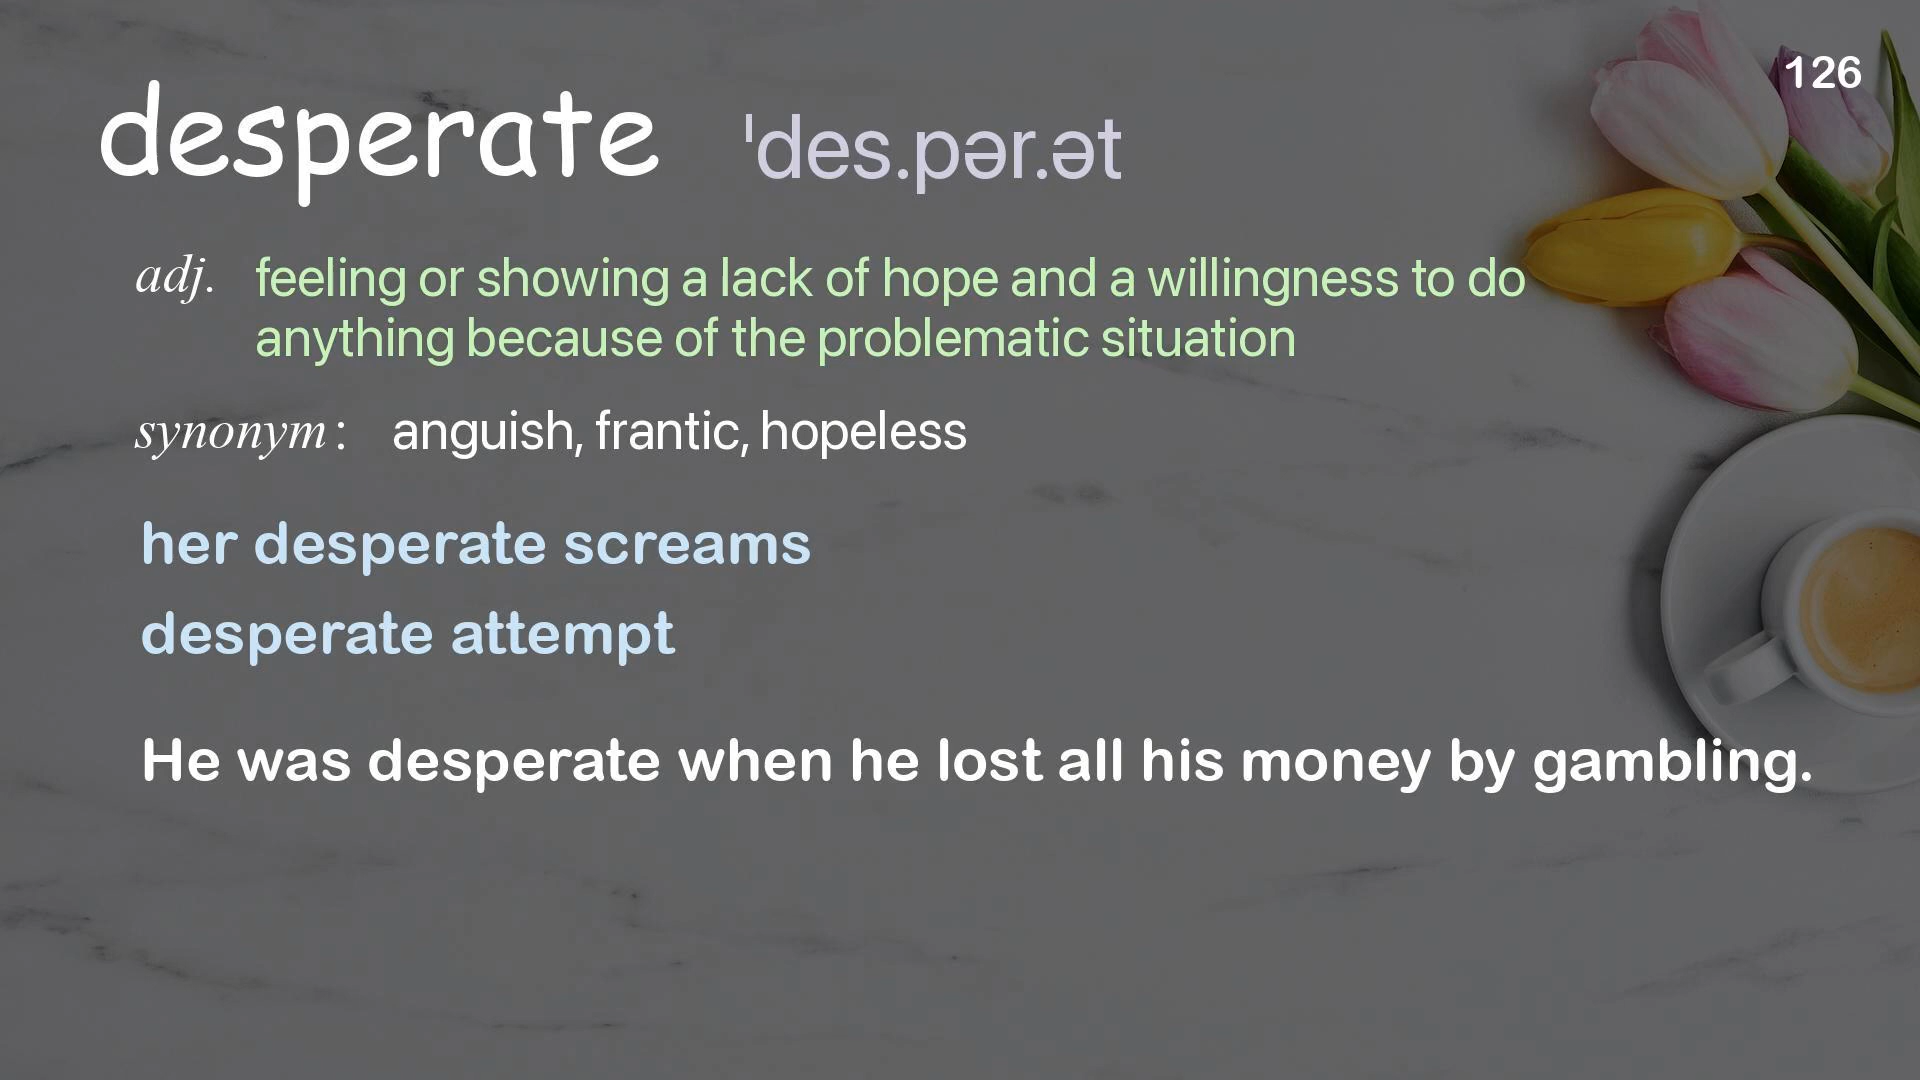 126
desperate ˈdes.pər.ət
adj. feeling or showing a lack of hope and a willingness to do
anything because of the problematic situation
synonym: anguish, frantic, hopeless
her desperate screams
desperate attempt
He was desperate when he lost all his money by gambling.